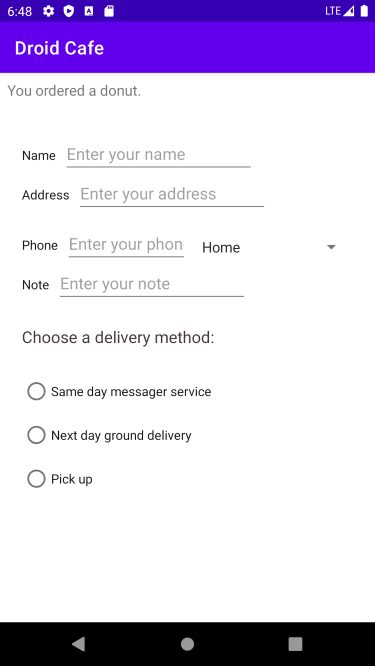 6:48
LTE
Droid Cafe
You ordered a donut.
Name Enter your name
Address Enter your address
Phone Enter your phon Home
Note Enter your note
Choose a delivery method:
Same day messager service
Next day ground delivery
Pick up